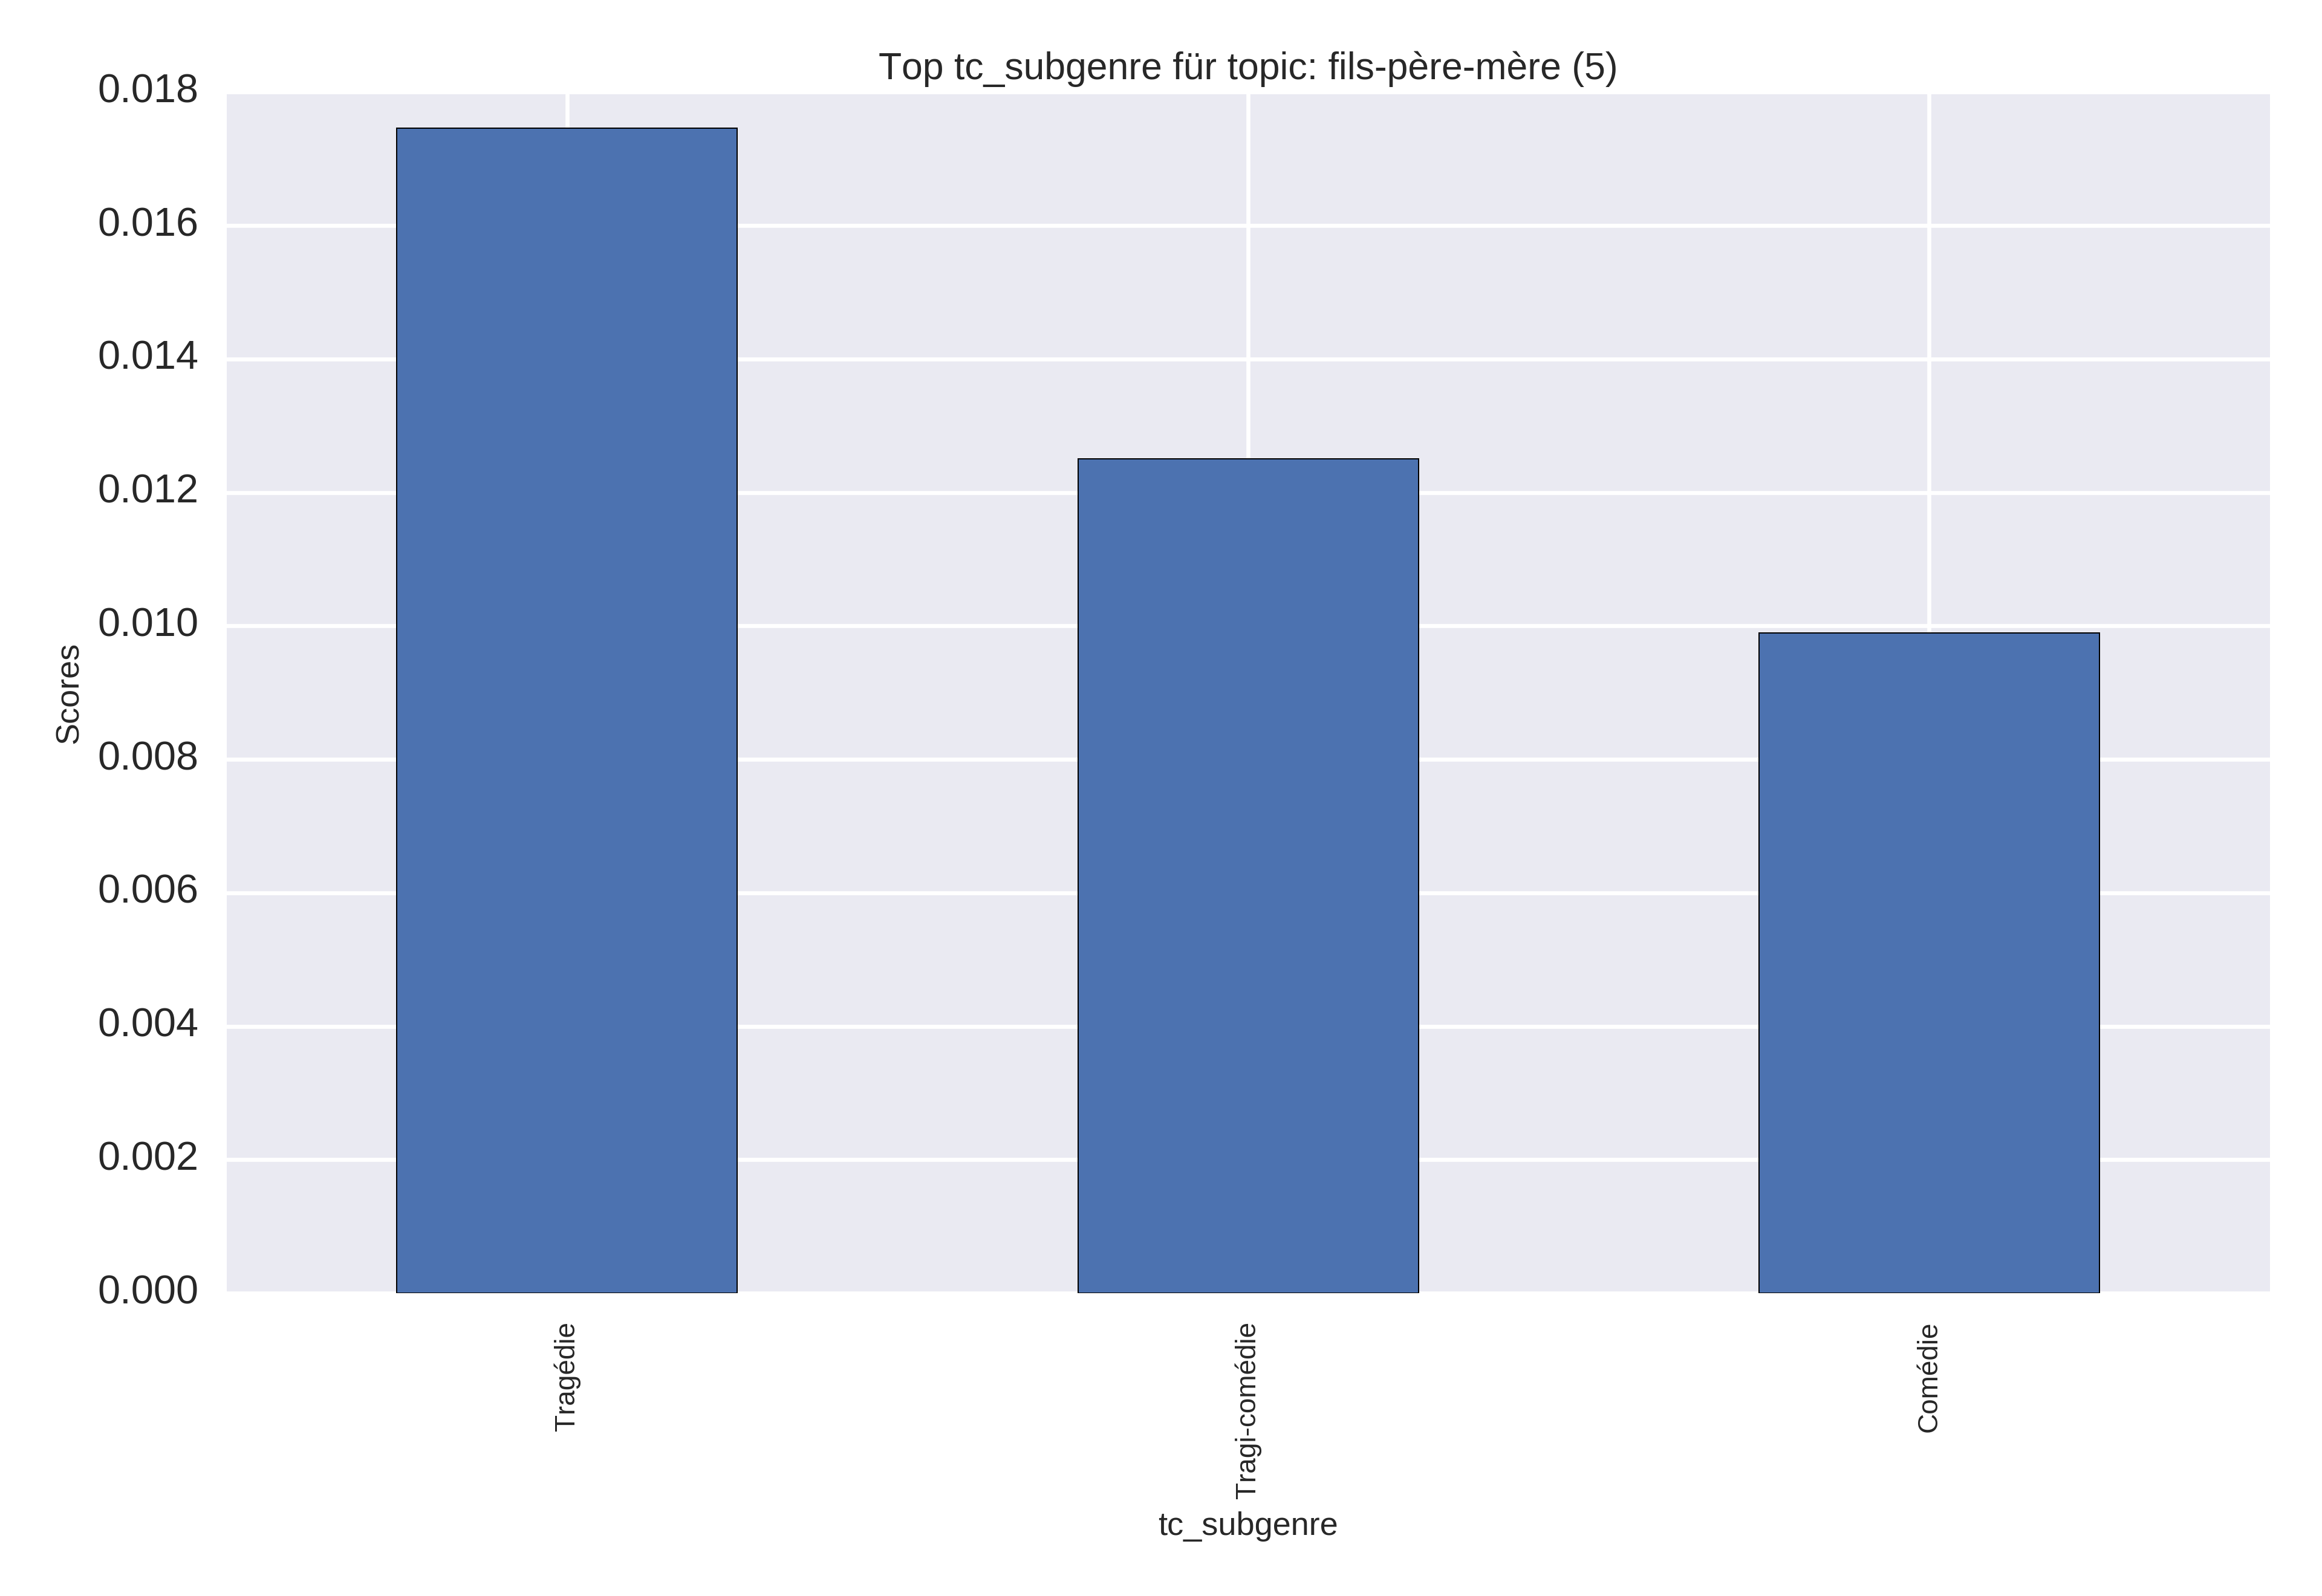 Top tc_subgenre für topic: fils-père-mère (5)
0.018
0.016
0.014
0.012
0.010
0.008
0.006
0.004
0.002
0.000
Scores
Tragédie
Tragi-comédie
Comédie
tc_subgenre